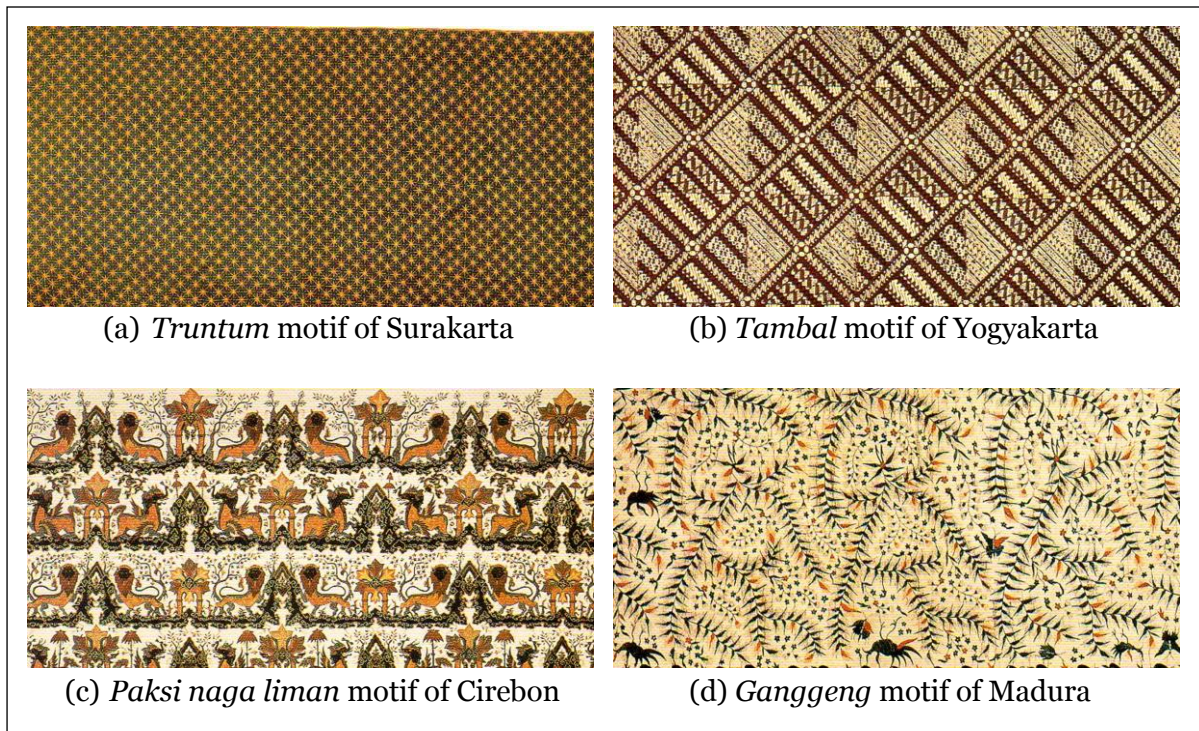 (a) Truntum motif of Surakarta
(b) Tambal motif of Yogyakarta
(c) Paksi naga liman motif of Cirebon
(d) Ganggeng motif of Madura